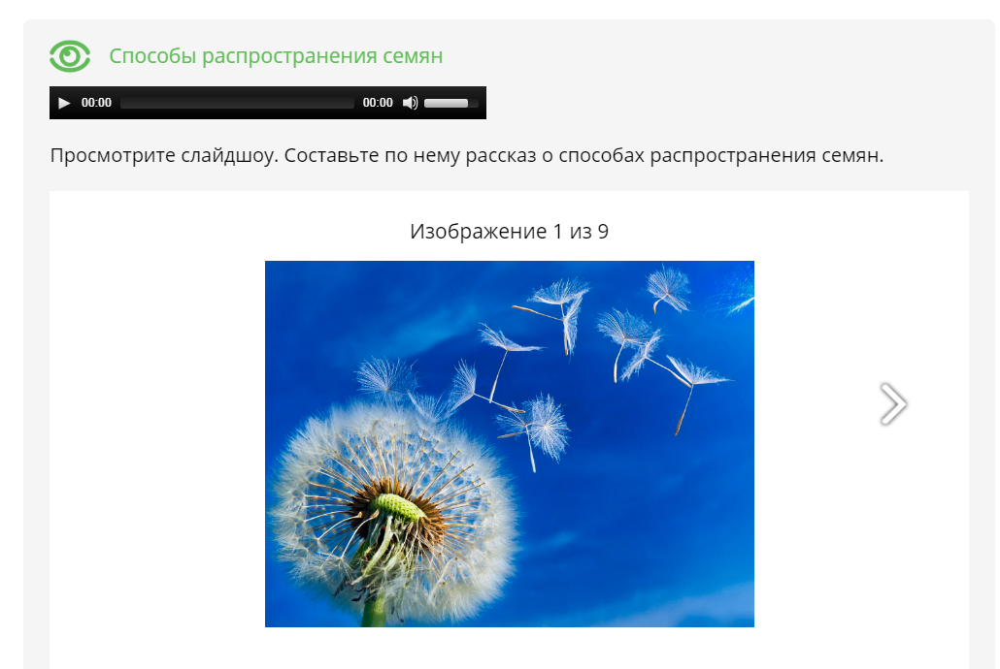 Способы распространения семян
00:00 00:00
Просмотрите слайдшоу. Составьте по нему рассказ о способах распространения семян.
Изображение 1 из 9